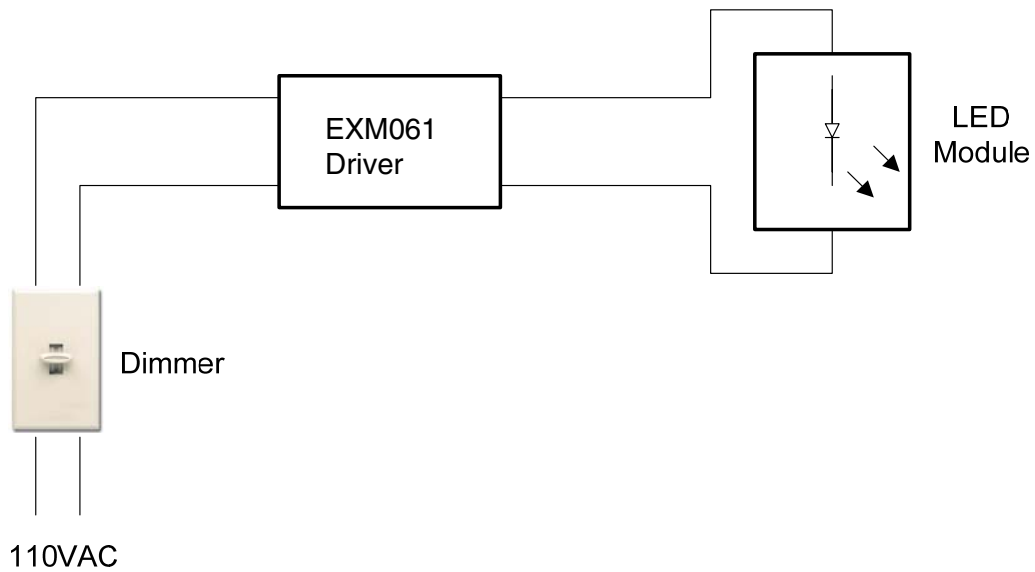 EXM061
Driver
LED
Module
Dimmer
110VAC